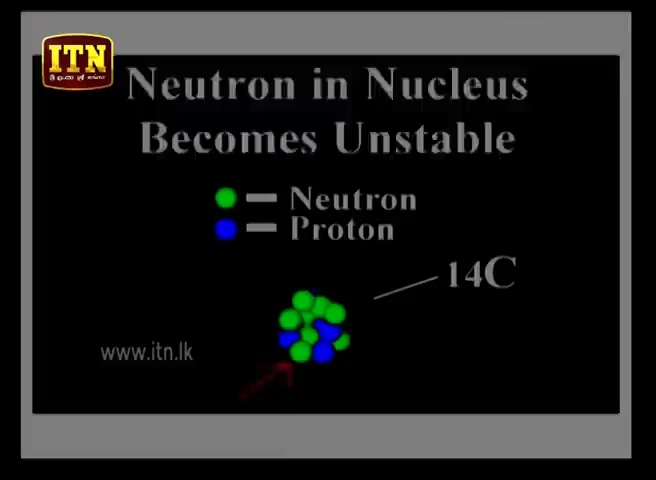 ITN
Neutron in Nucleus
Becomes Unstable
Neutron
Proton
14C
www.itn.lk